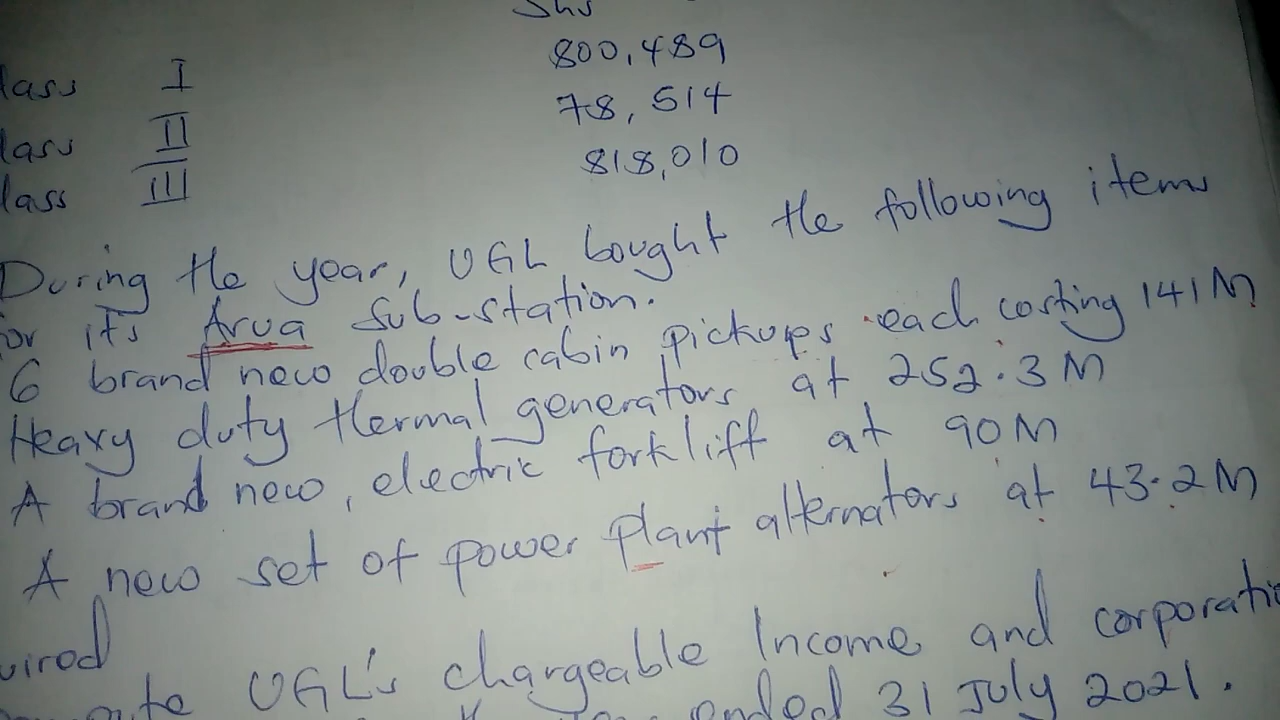 Shs
lass I 800,489
lass II 78,514
lass III 818,010
During the year, UGL bought the following items
for its Arua Sub-station.
6 brand new double cabin pickups each costing 141M
Heavy duty thermal generators at 252.3M
A brand new, electric forklift at 90M
A new set of power plant alternators at 43.2M
uired
UGL's chargeable Income and corporatio
ended 31 July 2021.